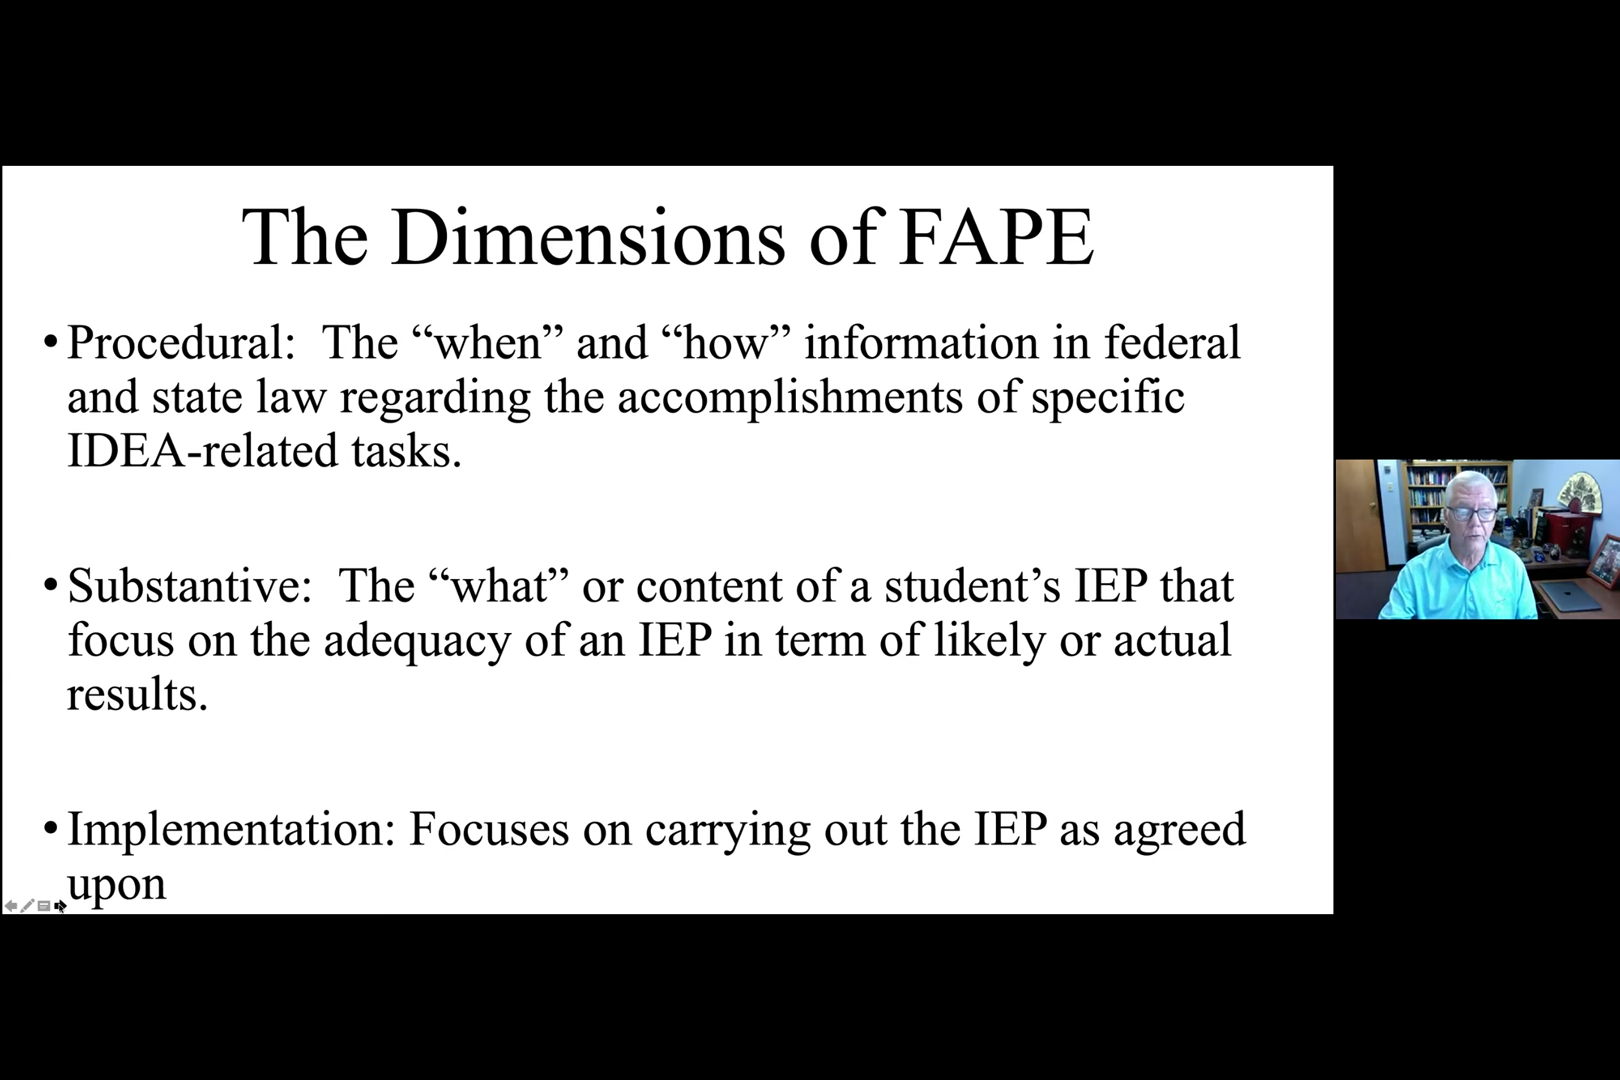 The Dimensions of FAPE
• Procedural:  The “when” and “how” information in federal
and state law regarding the accomplishments of specific
IDEA-related tasks.
• Substantive:  The “what” or content of a student’s IEP that
focus on the adequacy of an IEP in term of likely or actual
results.
• Implementation: Focuses on carrying out the IEP as agreed
upon